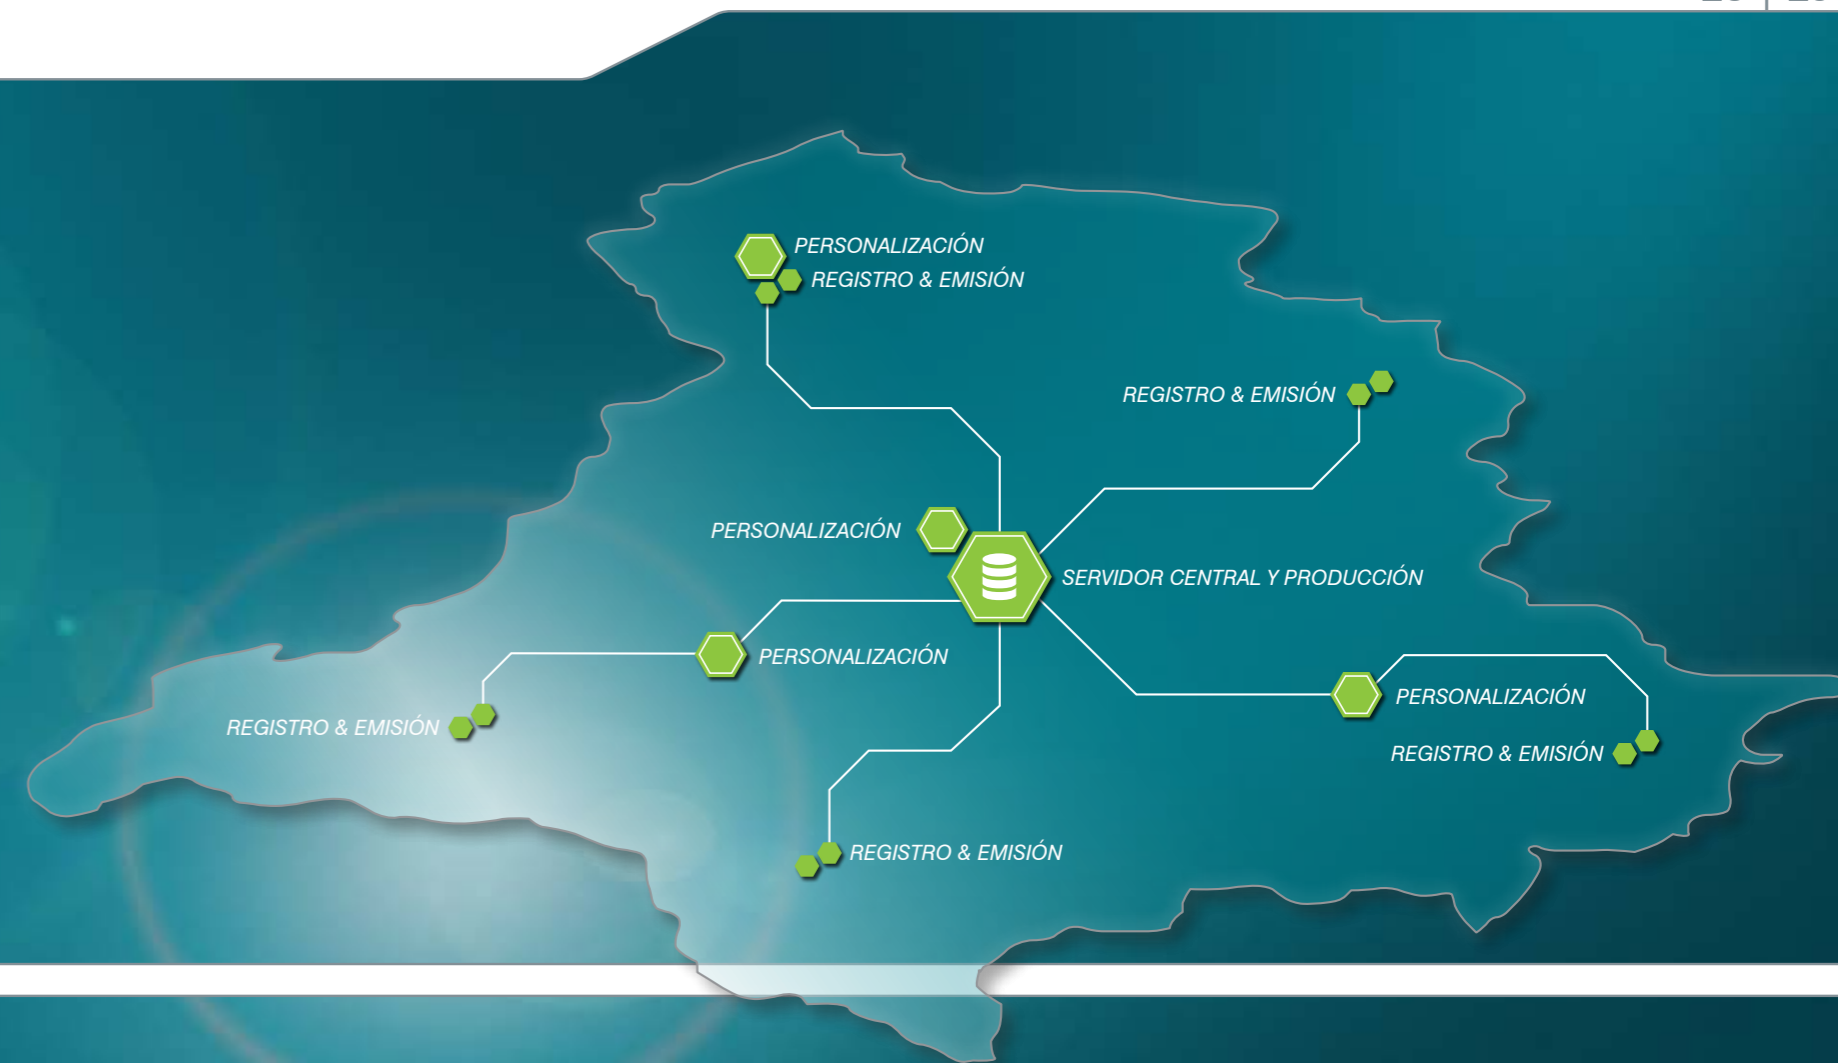 PERSONALIZACIÓN
REGISTRO & EMISIÓN
REGISTRO & EMISIÓN
PERSONALIZACIÓN
SERVIDOR CENTRAL Y PRODUCCIÓN
PERSONALIZACIÓN
PERSONALIZACIÓN
REGISTRO & EMISIÓN
REGISTRO & EMISIÓN
REGISTRO & EMISIÓN